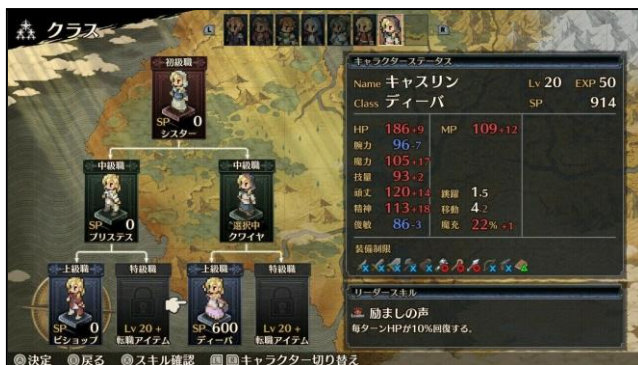 クラス
L
R
初級職
SP 0
シスター
中級職
SP 0
プリステス
中級職
選択中
クワイヤ
上級職
SP 0
ビショップ
特級職
Lv 20 +
転職アイテム
上級職
SP 600
ディーバ
特級職
Lv 20 +
転職アイテム
キャラクターステータス
Name キャスリン Lv 20 EXP 50
Class ディーバ SP 914
HP 186 +9 MP 109 +12
腕力 96 -7
魔力 105 +17
技量 93 +2
頑丈 120 +14 跳躍 1.5
精神 113 +18 移動 4.2
俊敏 86 -3 魔充 22% +1
装備制限
リーダースキル
励ましの声
毎ターンHPが10%回復する。
A 決定 B 戻る X スキル確認 L R キャラクター切り替え